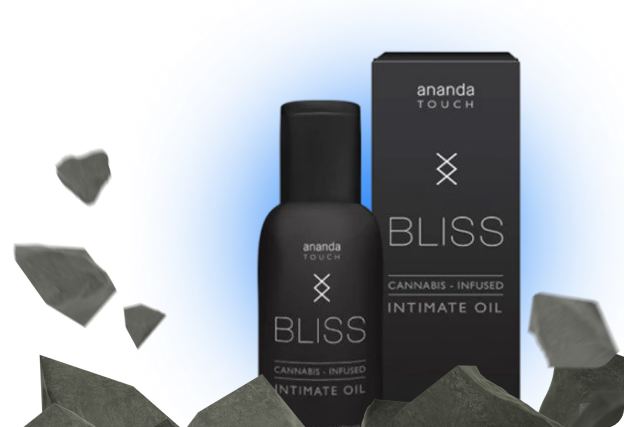 ananda
TOUCH
BLISS
CANNABIS - INFUSED
INTIMATE OIL
ananda
TOUCH
BLISS
CANNABIS - INFUSED
INTIMATE OIL